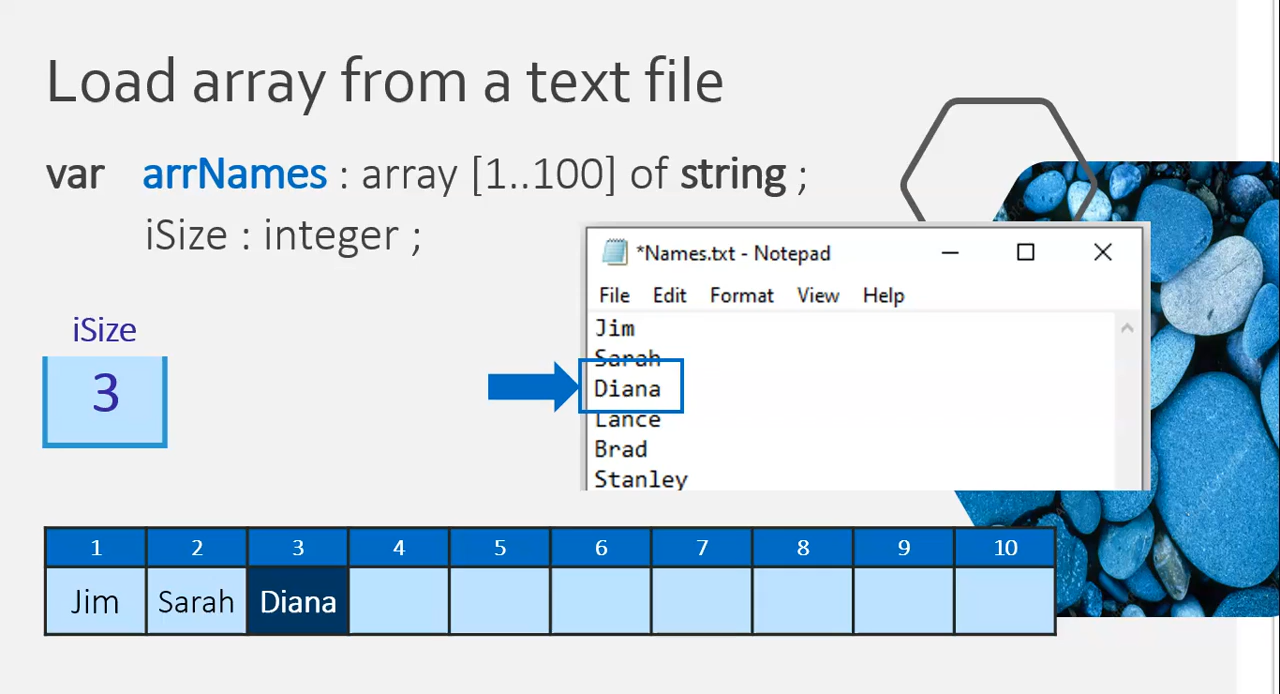 Load array from a text file
var arrNames : array [1..100] of string ;
iSize : integer ;
*Names.txt - Notepad
File Edit Format View Help
Jim
Sarah
Diana
Lance
Brad
Stanley
iSize
3
1 2 3 4 5 6 7 8 9 10
Jim Sarah Diana